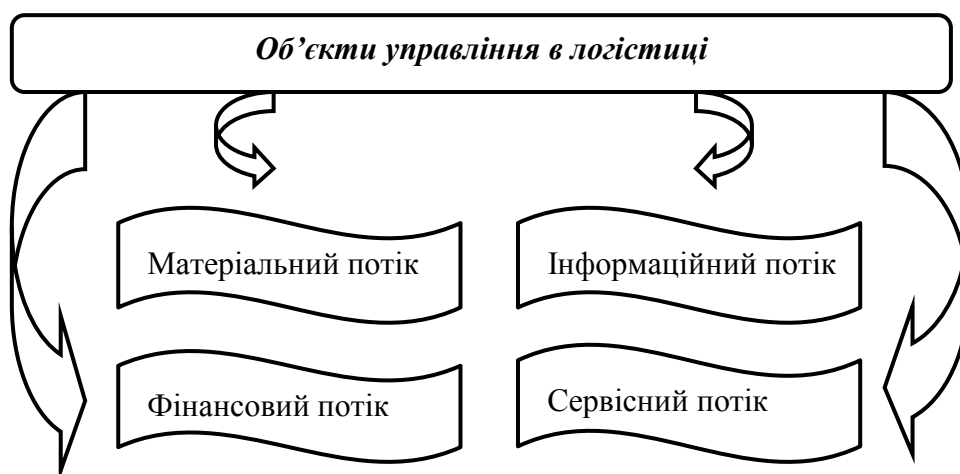 Об’єкти управління в логістиці
Матеріальний потік
Інформаційний потік
Фінансовий потік
Сервісний потік